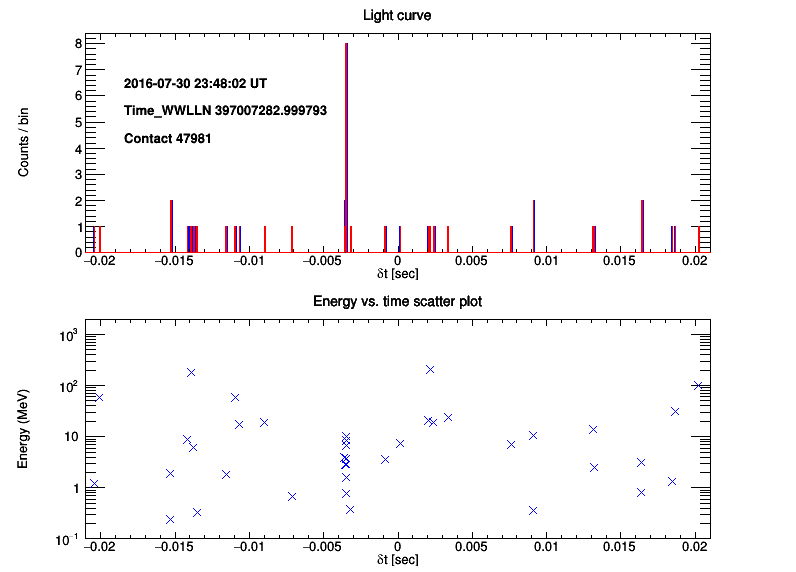 Light curve
8
7
6
5
4
3
2
1
0
Counts / bin
2016-07-30 23:48:02 UT
Time_WWLLN 397007282.999793
Contact 47981
−0.02 −0.015 −0.01 −0.005 0 0.005 0.01 0.015 0.02
δt [sec]
Energy vs. time scatter plot
10³
10²
10
1
10⁻¹
Energy (MeV)
−0.02 −0.015 −0.01 −0.005 0 0.005 0.01 0.015 0.02
δt [sec]